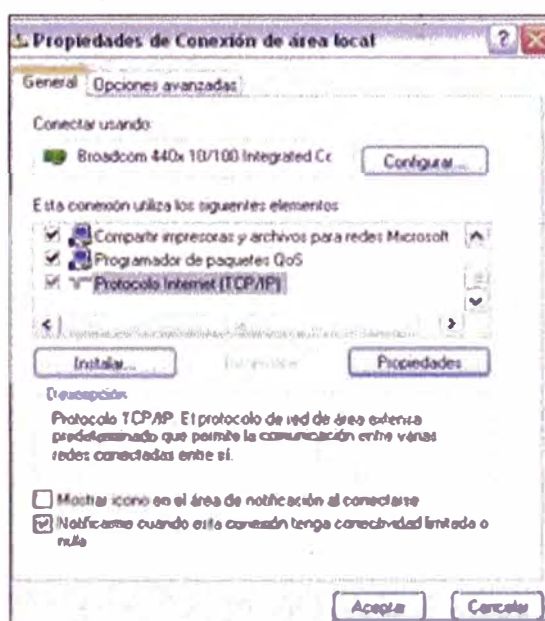 Propiedades de Conexión de área local
General Opciones avanzadas
Conectar usando:
Broadcom 440x 10/100 Integrated Cc Configurar...
Esta conexión utiliza los siguientes elementos:
Compartir impresoras y archivos para redes Microsoft
Programador de paquetes QoS
Protocolo Internet (TCP/IP)
Instalar... Propiedades
Descripción
Protocolo TCP/IP. El protocolo de red de área extensa
predeterminado que permite la comunicación entre varias
redes conectadas entre sí.
Mostrar icono en el área de notificación al conectarse
Notificarme cuando esta conexión tenga conectividad limitada o
nula
Aceptar Cancelar